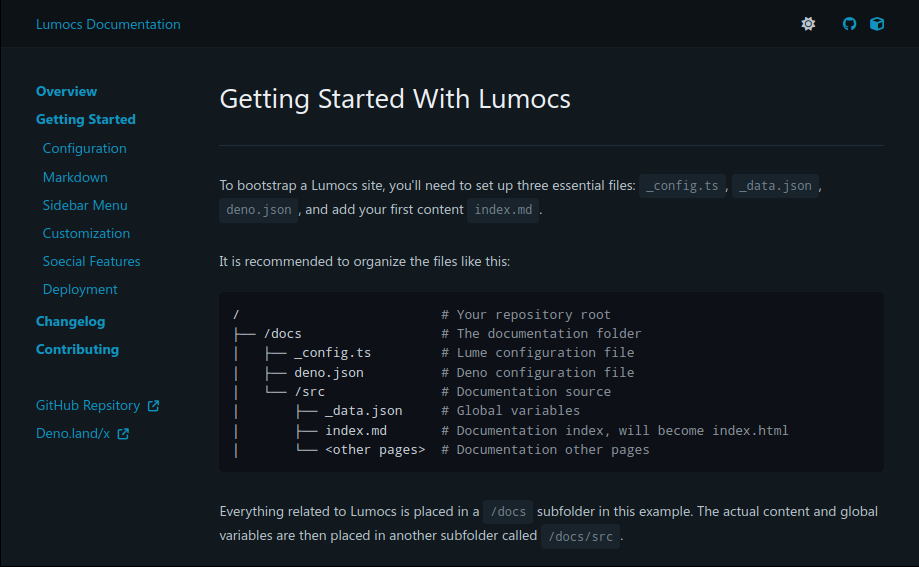 Lumocs Documentation
Overview
Getting Started
Configuration
Markdown
Sidebar Menu
Customization
Soecial Features
Deployment
Changelog
Contributing
GitHub Repsitory
Deno.land/x
Getting Started With Lumocs
To bootstrap a Lumocs site, you'll need to set up three essential files: _config.ts , _data.json ,
deno.json , and add your first content index.md .
It is recommended to organize the files like this:
/                          # Your repository root
├── /docs                  # The documentation folder
│   ├── _config.ts         # Lume configuration file
│   ├── deno.json          # Deno configuration file
│   └── /src               # Documentation source
│       ├── _data.json     # Global variables
│       ├── index.md       # Documentation index, will become index.html
│       └── <other pages>  # Documentation other pages
Everything related to Lumocs is placed in a /docs subfolder in this example. The actual content and global
variables are then placed in another subfolder called /docs/src .